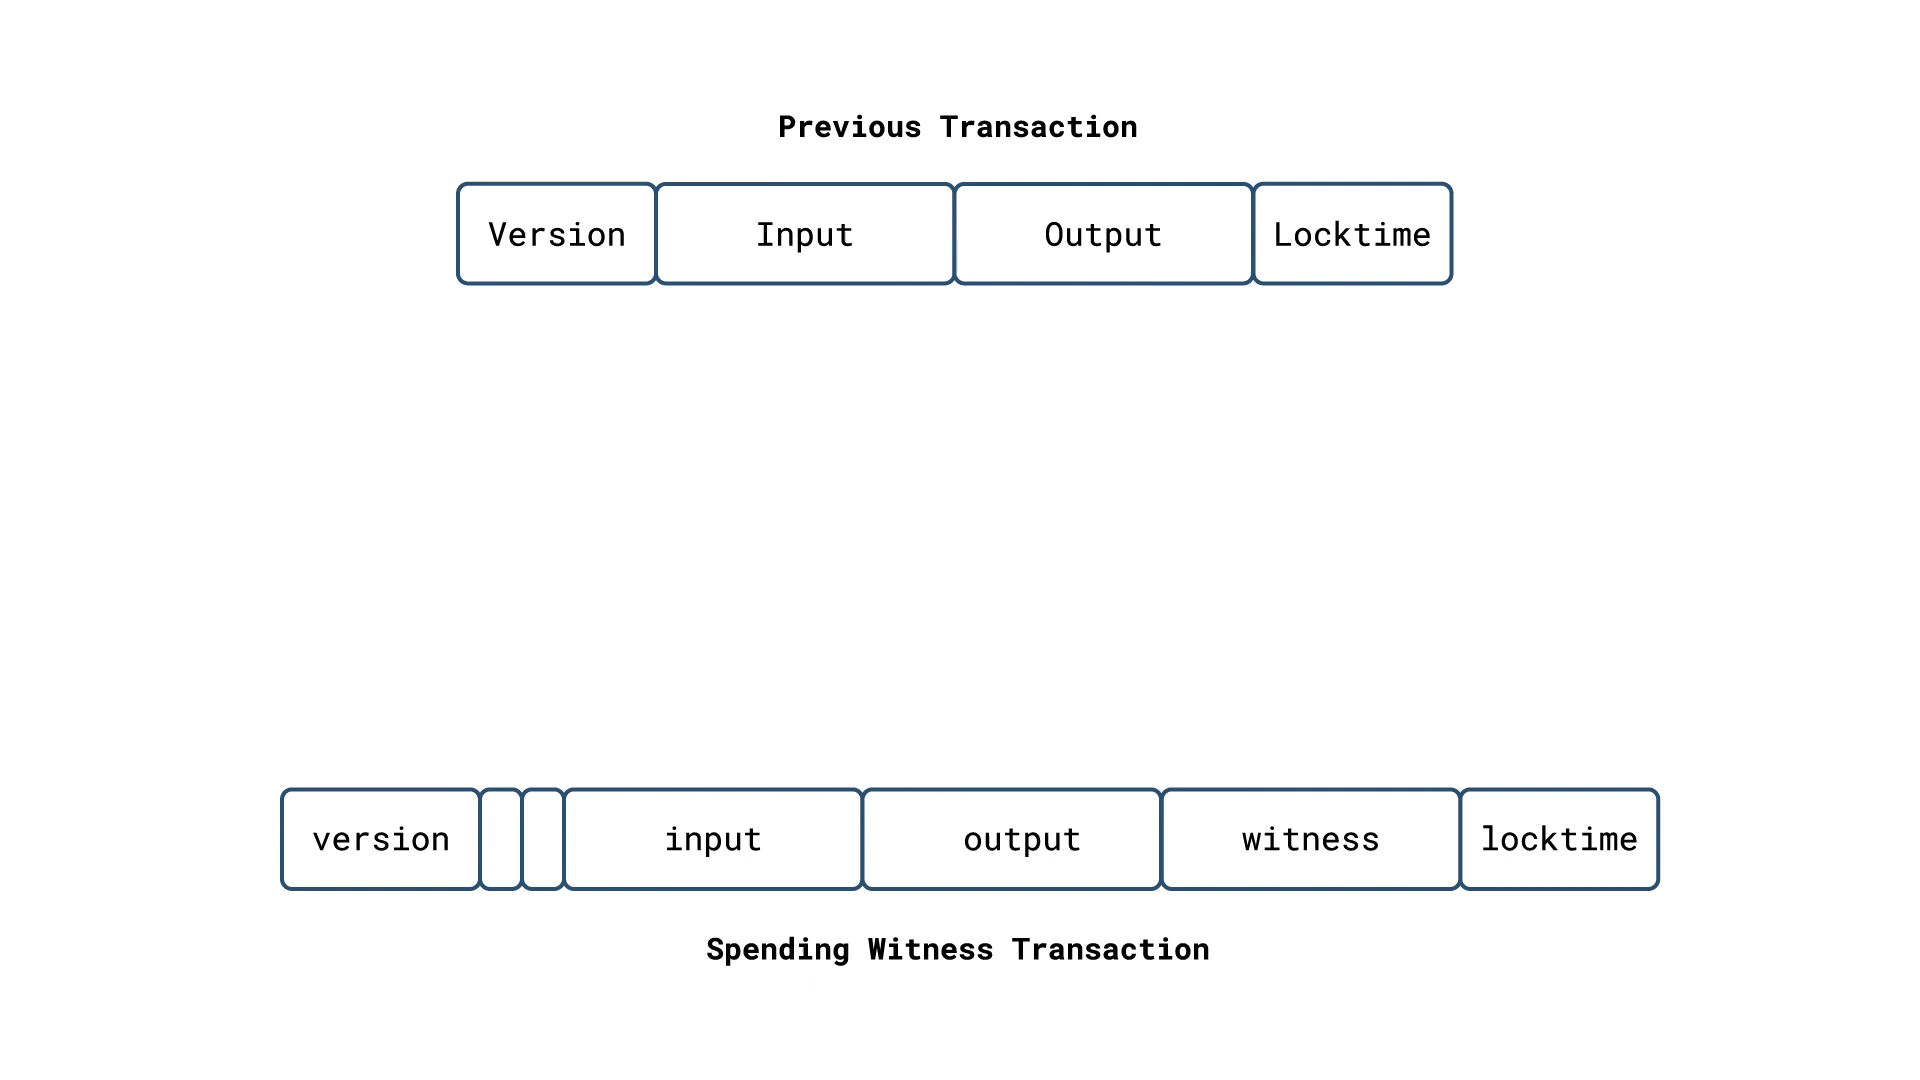 Previous Transaction
Version Input Output Locktime
version input output witness locktime
Spending Witness Transaction